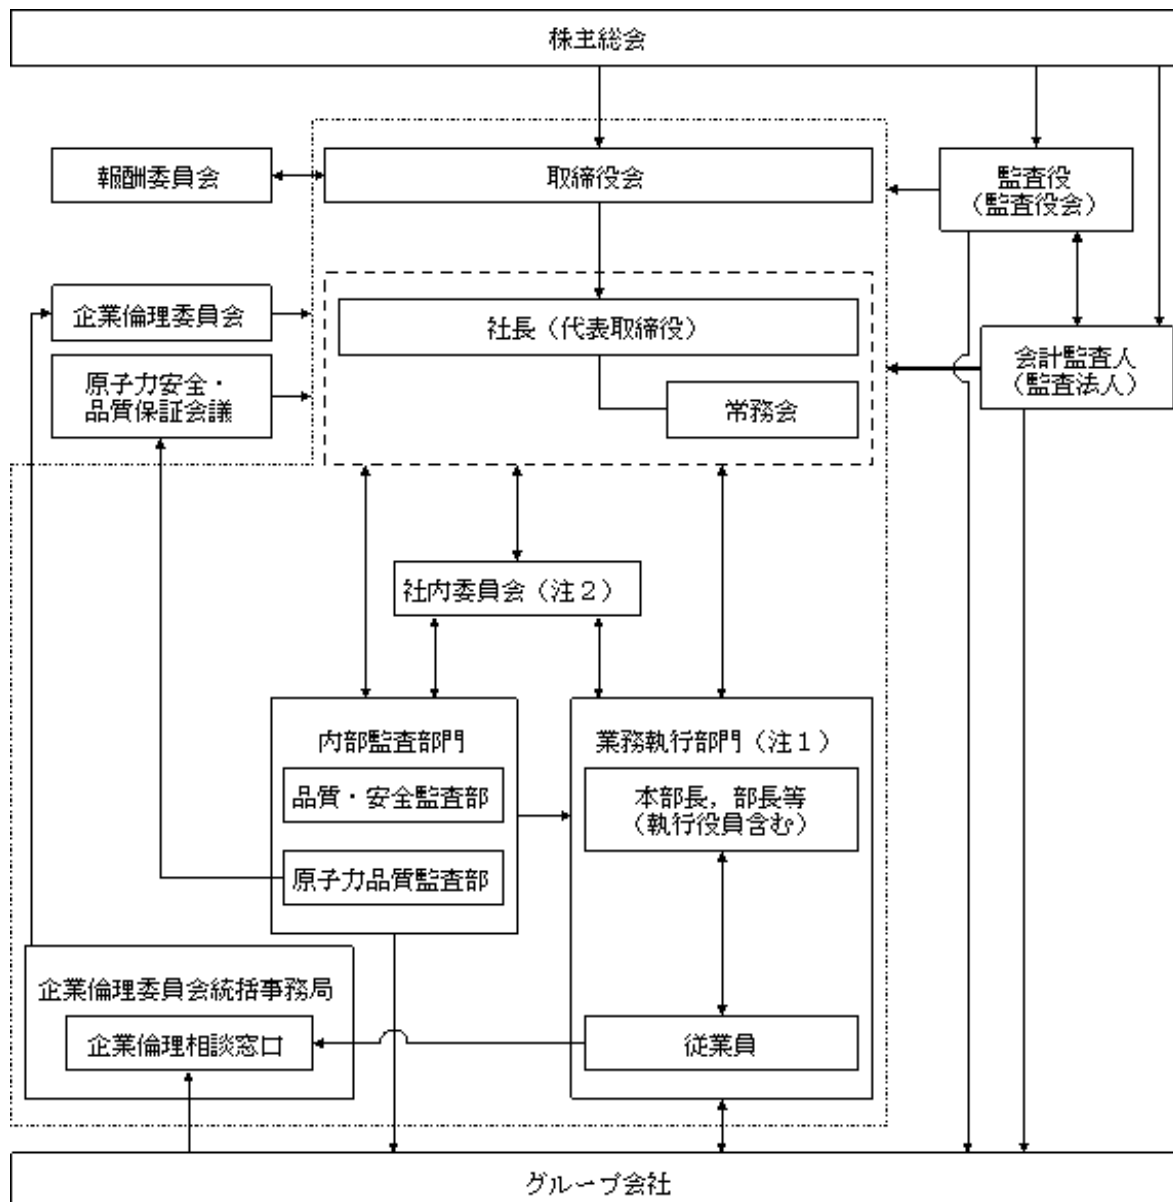 株主総会
報酬委員会
取締役会
監査役
（監査役会）
企業倫理委員会
社長（代表取締役）
会計監査人
（監査法人）
原子力安全・
品質保証会議
常務会
社内委員会（注２）
内部監査部門
業務執行部門（注１）
品質・安全監査部
本部長，部長等
（執行役員含む）
原子力品質監査部
企業倫理委員会統括事務局
企業倫理相談窓口
従業員
グループ会社